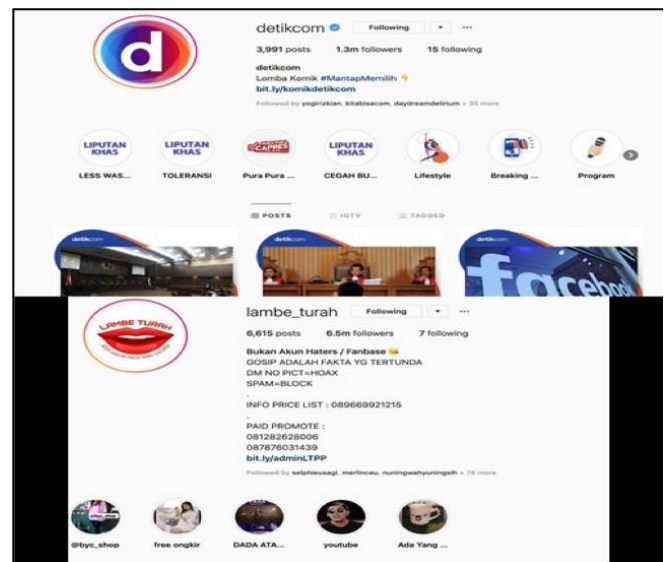 d
detikcom Following
3,991 posts 1.3m followers 15 following
detikcom
Lomba Komik #MantapMemilih
bit.ly/komikdetikcom
Followed by yogirizkian, kitabisacom, daydreamdelirium + 35 more
LIPUTAN KHAS LIPUTAN KHAS CAPRES LIPUTAN KHAS
LESS WAS... TOLERANSI Pura Pura ... CEGAH BU... Lifestyle Breaking ... Program
POSTS IGTV TAGGED
detikcom detikcom detikcom
facebook
LAMBE TURAH
lambe_turah Following
6,615 posts 6.5m followers 7 following
Bukan Akun Haters / Fanbase
GOSIP ADALAH FAKTA YG TERTUNDA
DM NO PICT=HOAX
SPAM=BLOCK
.
INFO PRICE LIST : 089669921215
.
PAID PROMOTE :
081282628006
087876031439
bit.ly/adminLTPP
Followed by selphieusagi, merlinceu, nuningwahyuningsih + 78 more
@byc_shop free ongkir DADA ATA... youtube Ada Yang ...